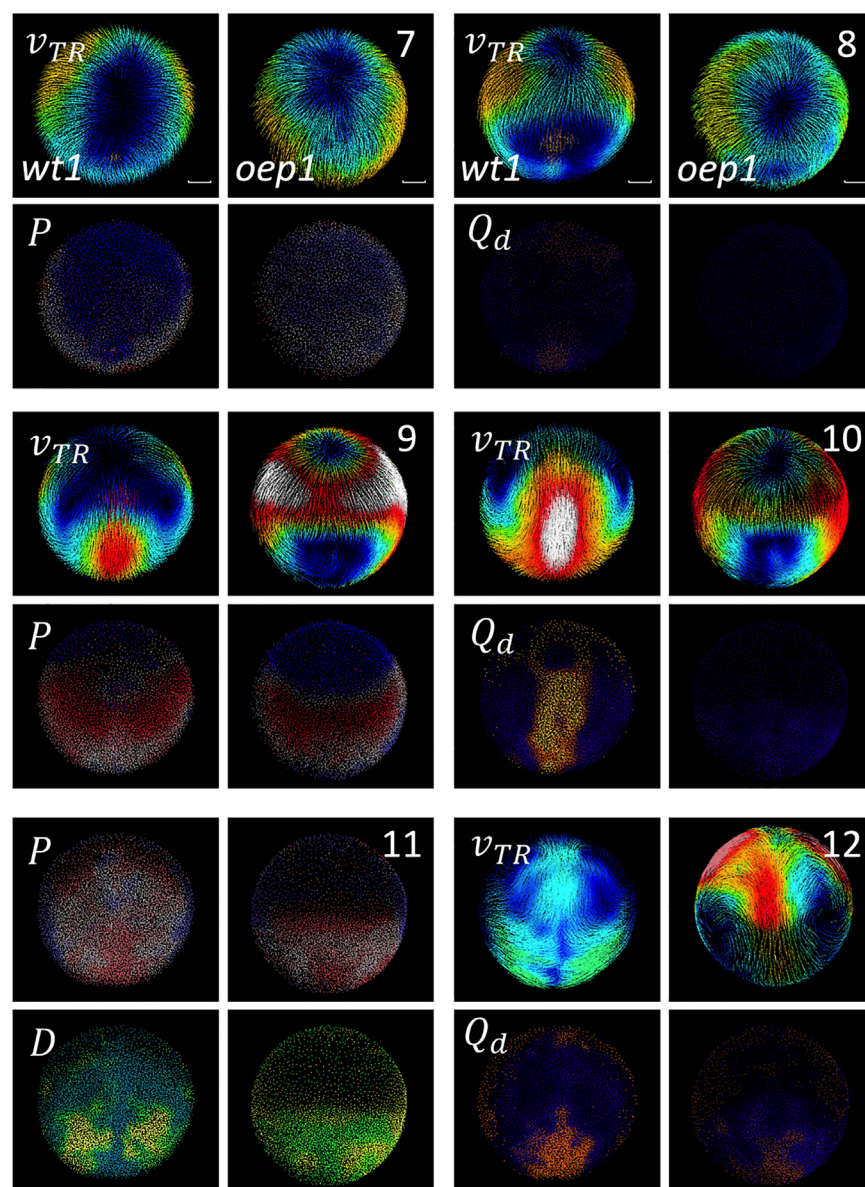 v_TR 7 v_TR 8
wt1 oep1 wt1 oep1
P Q_d
v_TR 9 v_TR 10
P Q_d
P 11 v_TR 12
D Q_d